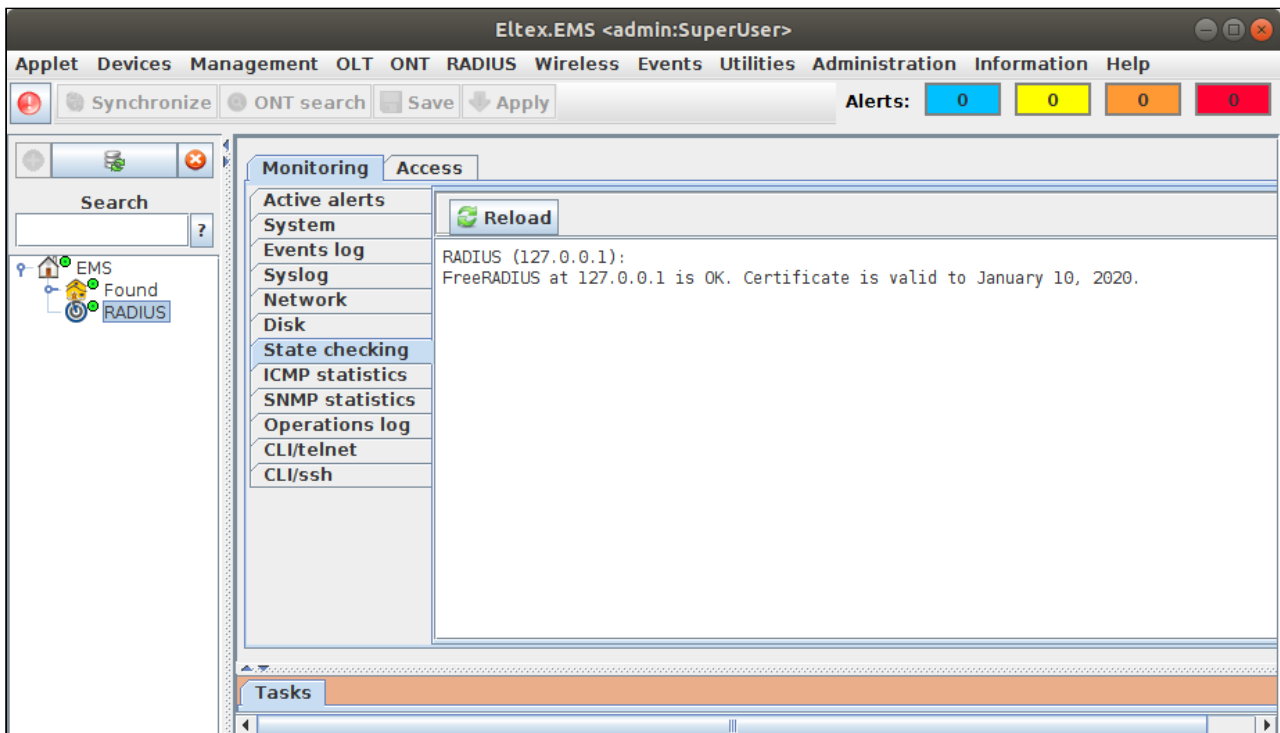 Eltex.EMS <admin:SuperUser>
Applet Devices Management OLT ONT RADIUS Wireless Events Utilities Administration Information Help
Synchronize ONT search Save Apply Alerts: 0 0 0 0
Monitoring Access
Search
?
EMS
Found
RADIUS
Active alerts
System
Events log
Syslog
Network
Disk
State checking
ICMP statistics
SNMP statistics
Operations log
CLI/telnet
CLI/ssh
Reload
RADIUS (127.0.0.1):
FreeRADIUS at 127.0.0.1 is OK. Certificate is valid to January 10, 2020.
Tasks